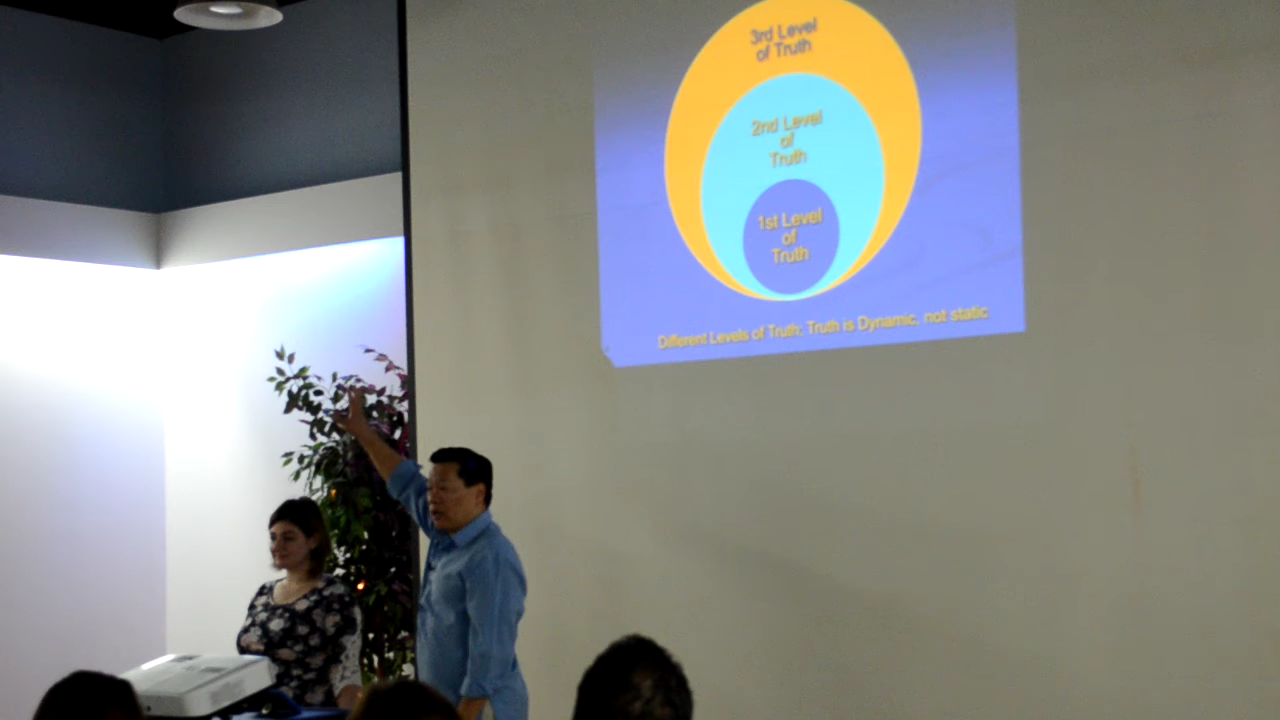 3rd Level
of Truth
2nd Level
of
Truth
1st Level
of
Truth
Different Levels of Truth: Truth is Dynamic, not static